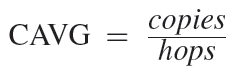 CAVG = copies
hops